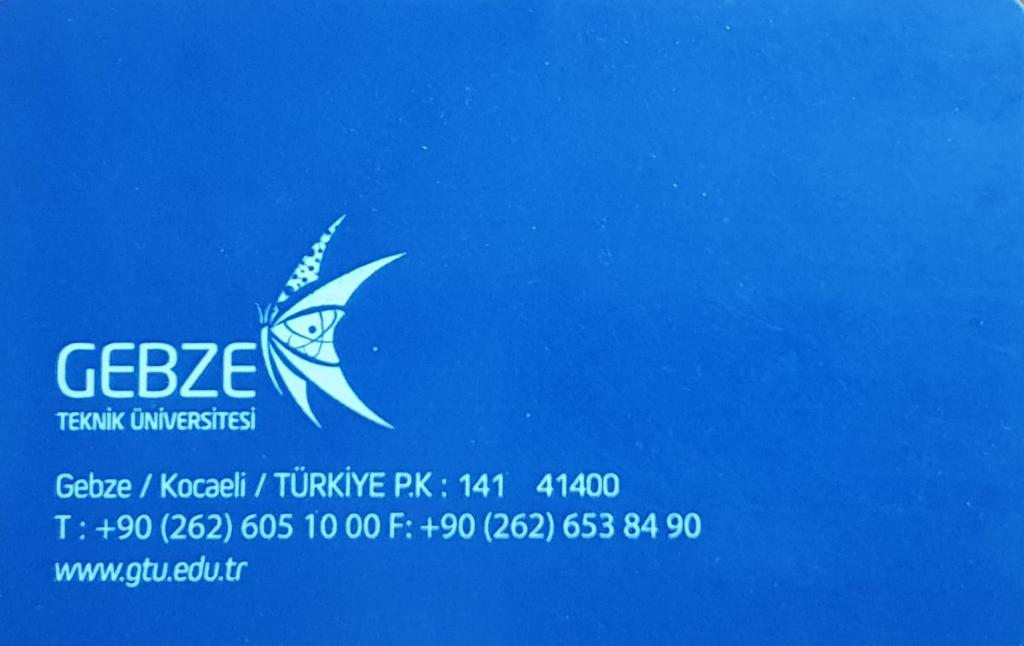 GEBZE
TEKNİK ÜNİVERSİTESİ
Gebze / Kocaeli / TÜRKİYE P.K : 141 41400
T : +90 (262) 605 10 00 F: +90 (262) 653 84 90
www.gtu.edu.tr